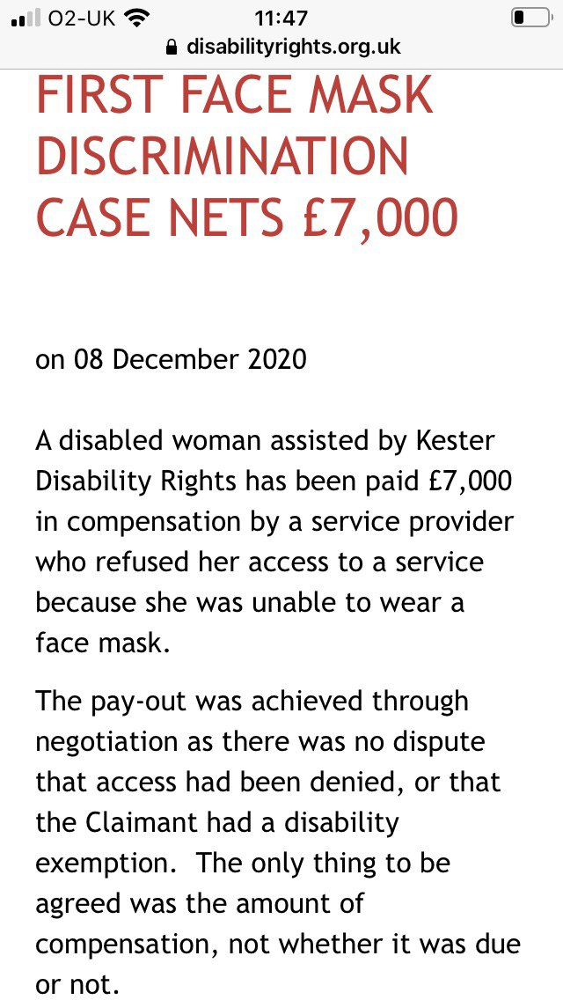 O2-UK 11:47
disabilityrights.org.uk
FIRST FACE MASK
DISCRIMINATION
CASE NETS £7,000
on 08 December 2020
A disabled woman assisted by Kester
Disability Rights has been paid £7,000
in compensation by a service provider
who refused her access to a service
because she was unable to wear a
face mask.
The pay-out was achieved through
negotiation as there was no dispute
that access had been denied, or that
the Claimant had a disability
exemption.  The only thing to be
agreed was the amount of
compensation, not whether it was due
or not.